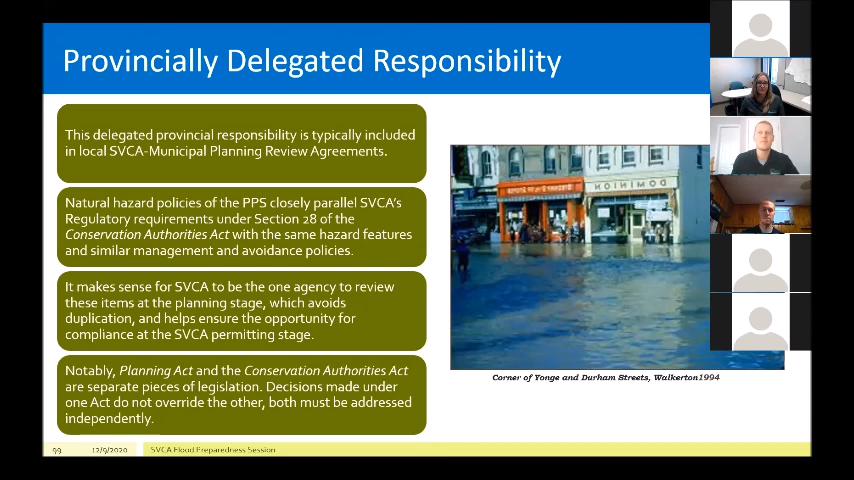 Provincially Delegated Responsibility
This delegated provincial responsibility is typically included
in local SVCA-Municipal Planning Review Agreements.
Natural hazard policies of the PPS closely parallel SVCA's
Regulatory requirements under Section 28 of the
Conservation Authorities Act with the same hazard features
and similar management and avoidance policies.
It makes sense for SVCA to be the one agency to review
these items at the planning stage, which avoids
duplication, and helps ensure the opportunity for
compliance at the SVCA permitting stage.
Notably, Planning Act and the Conservation Authorities Act
are separate pieces of legislation. Decisions made under
one Act do not override the other, both must be addressed
independently.
DOMINION
Corner of Yonge and Durham Streets, Walkerton1994
99 12/9/2020 SVCA Flood Preparedness Session